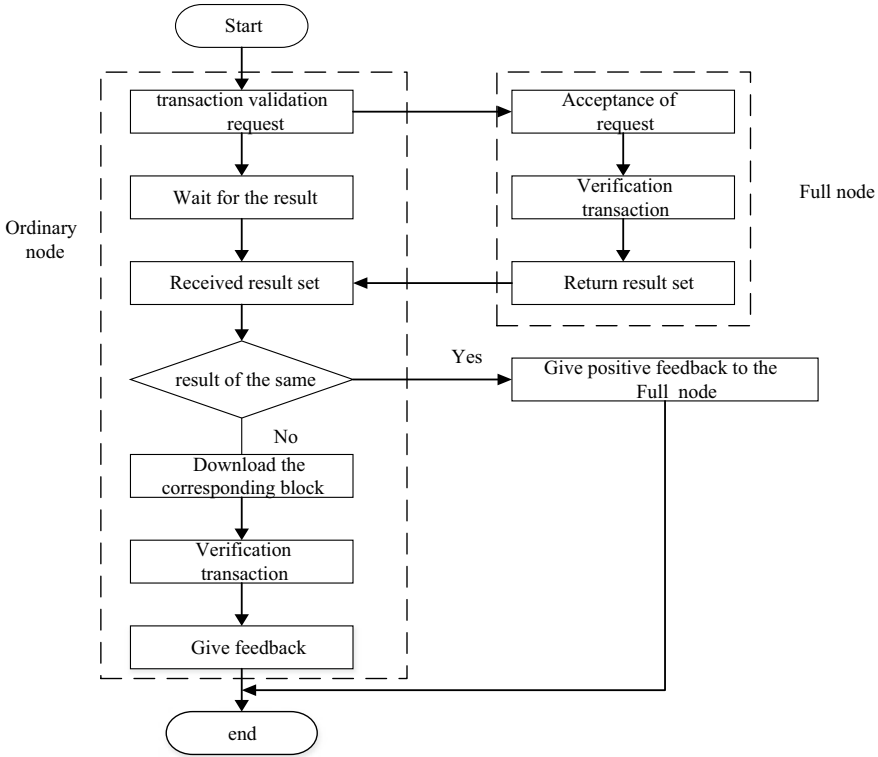 Start
transaction validation
request
Acceptance of
request
Wait for the result
Verification
transaction
Full node
Ordinary
node
Received result set
Return result set
result of the same
Yes
Give positive feedback to the
Full node
No
Download the
corresponding block
Verification
transaction
Give feedback
end